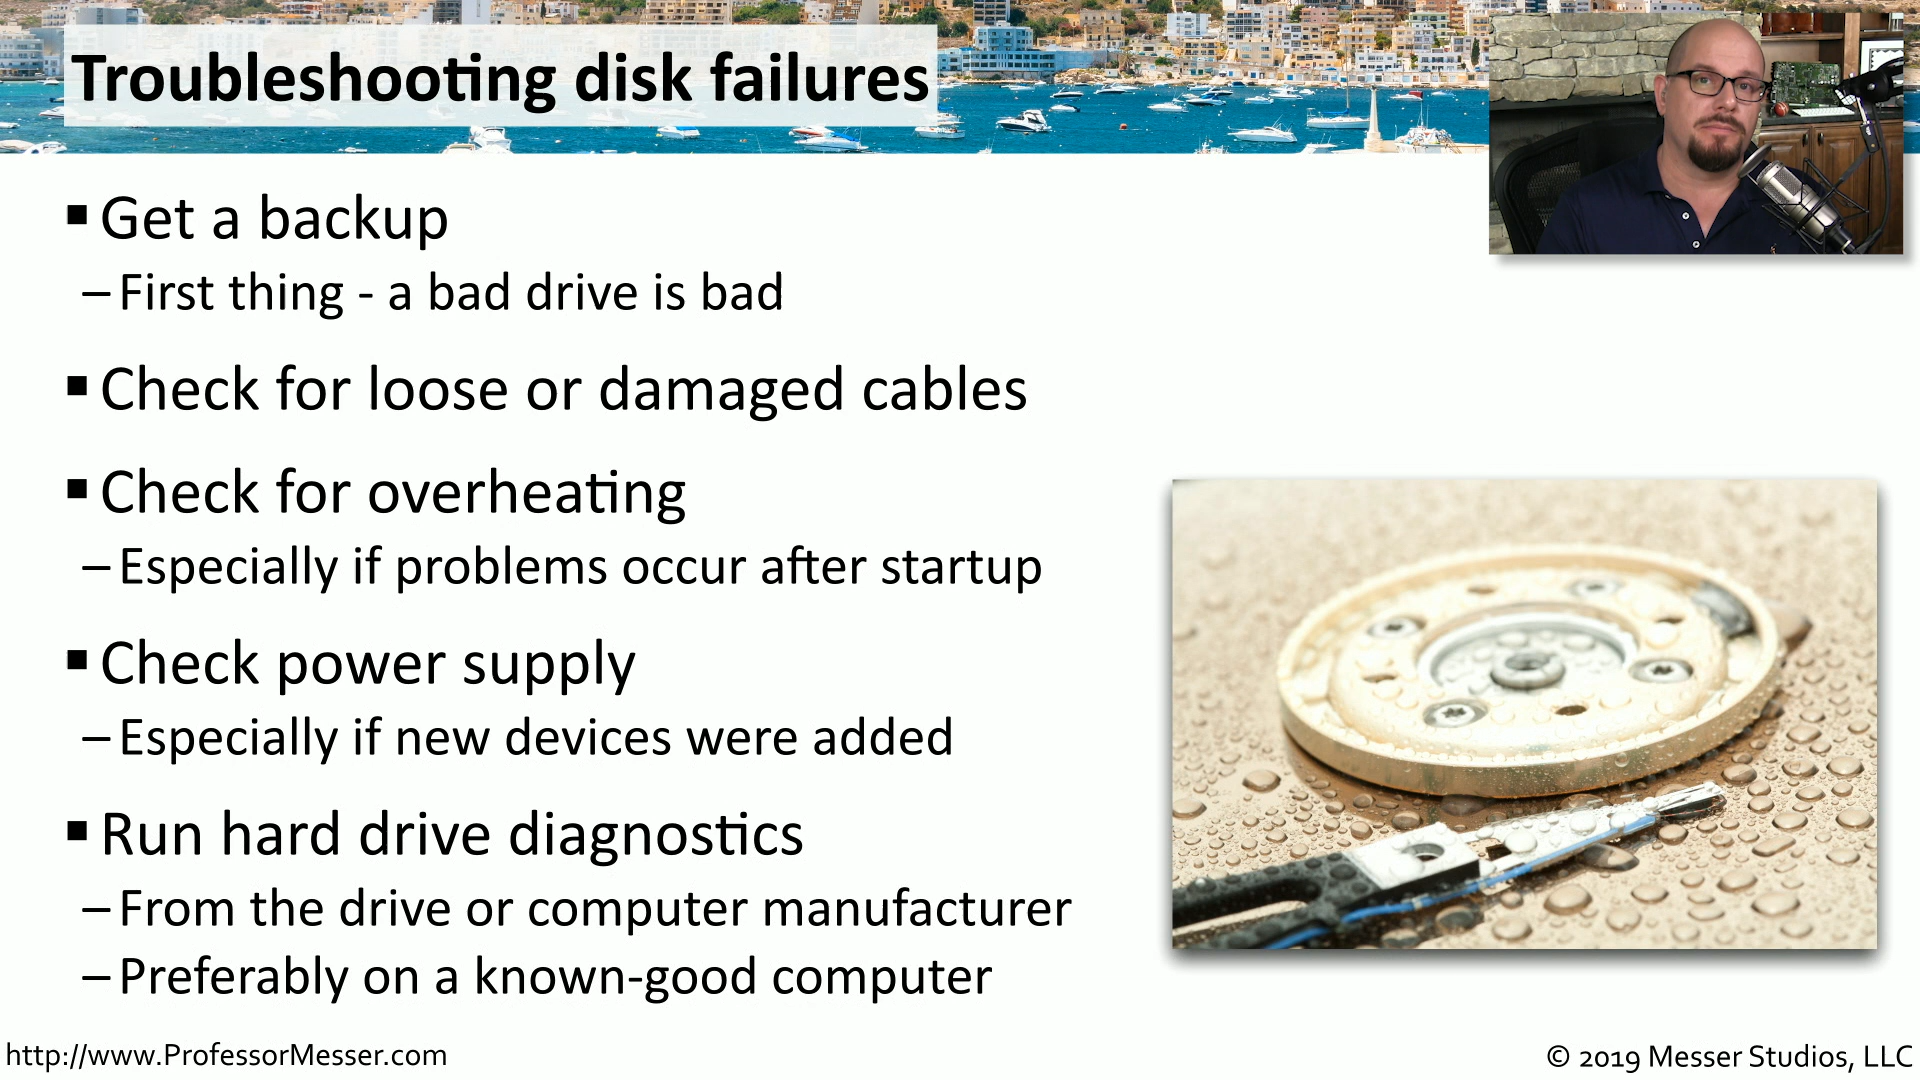 Troubleshooting disk failures
▪ Get a backup
– First thing - a bad drive is bad
▪ Check for loose or damaged cables
▪ Check for overheating
– Especially if problems occur after startup
▪ Check power supply
– Especially if new devices were added
▪ Run hard drive diagnostics
– From the drive or computer manufacturer
– Preferably on a known-good computer
http://www.ProfessorMesser.com
© 2019 Messer Studios, LLC